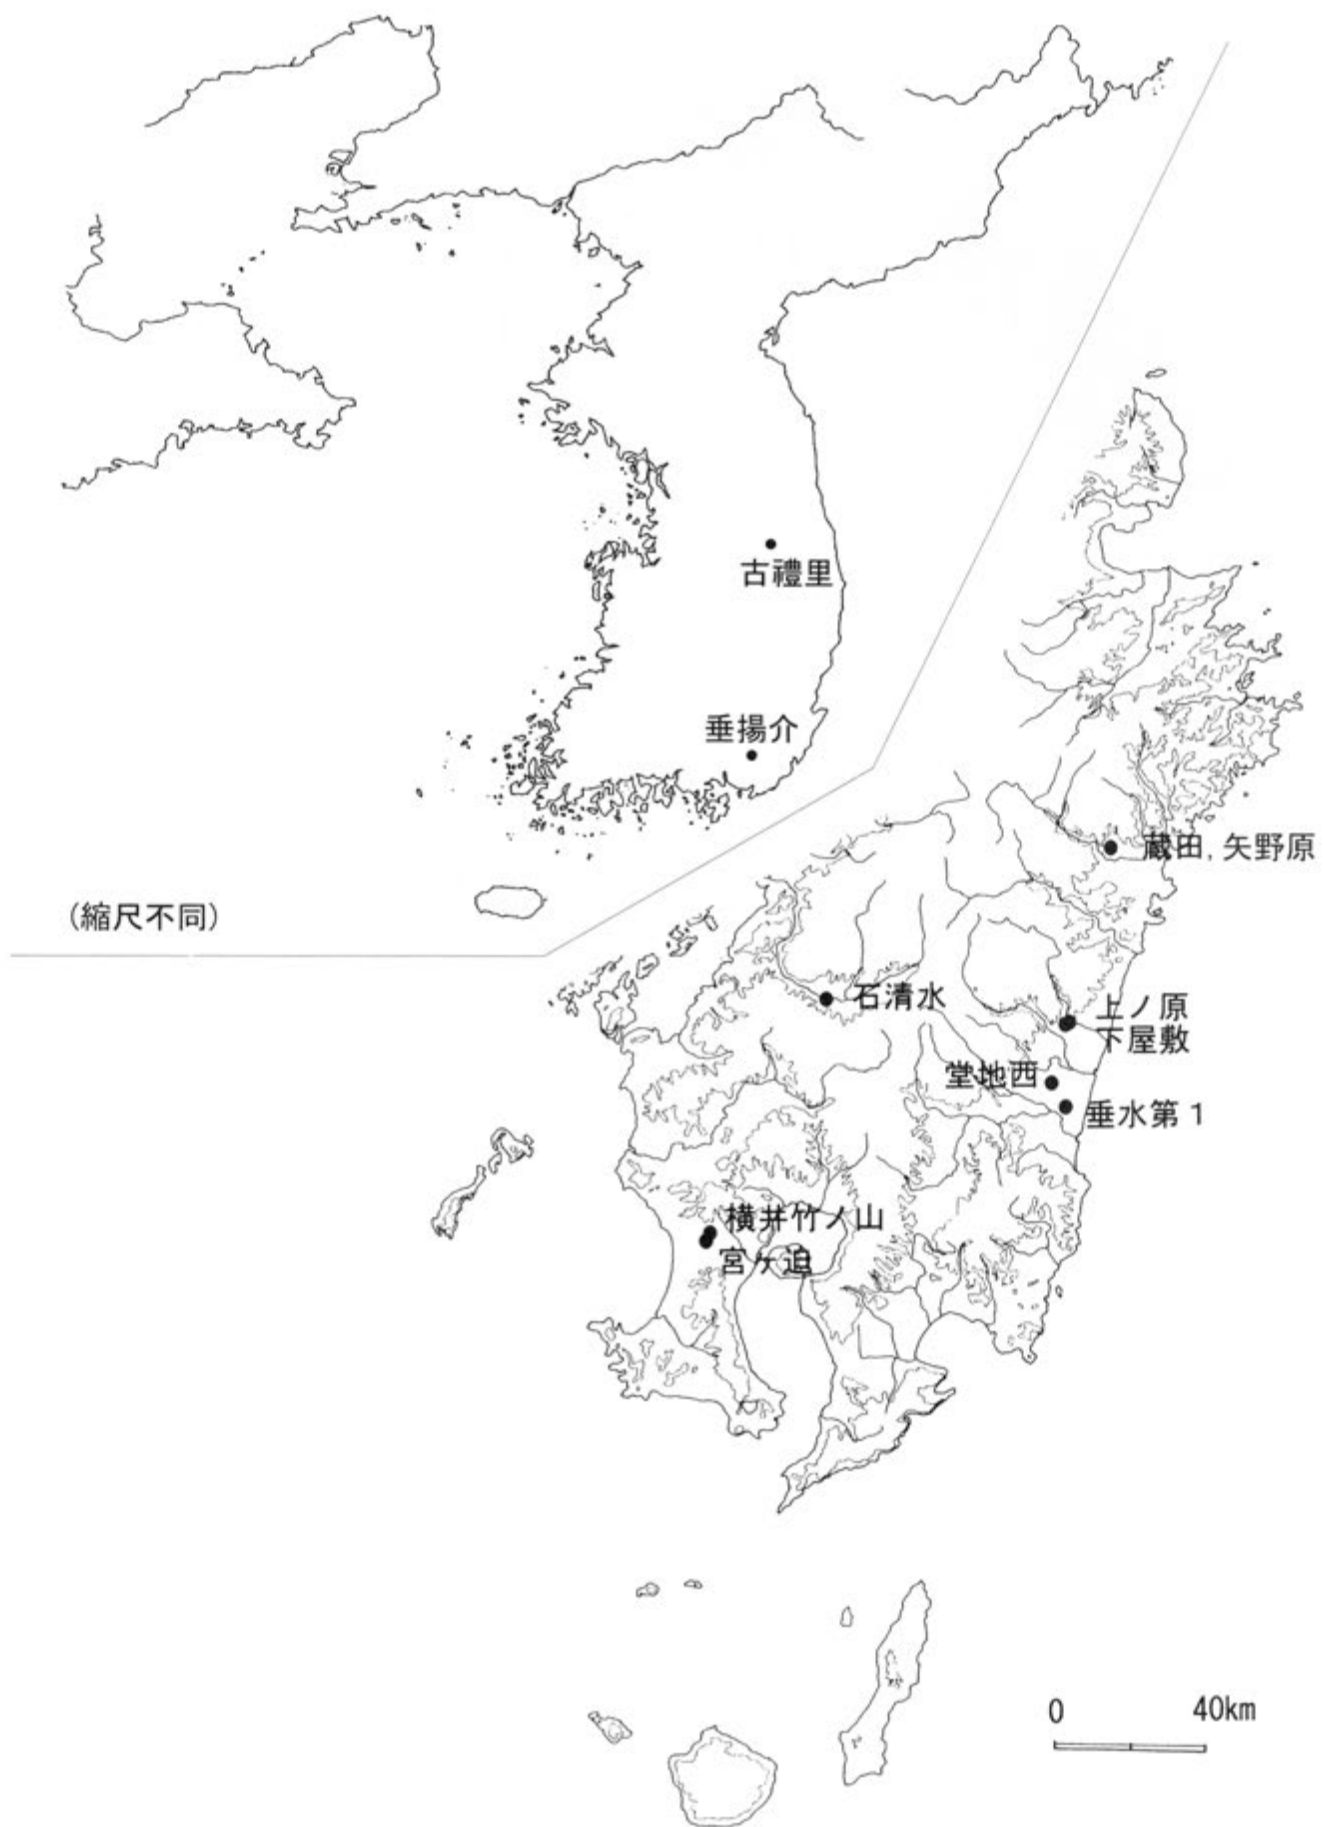 古禮里
垂揚介
蔵田, 矢野原
(縮尺不同)
石清水
上ノ原
下屋敷
堂地西
垂水第1
横井竹ノ山
宮ヶ迫
0 40km